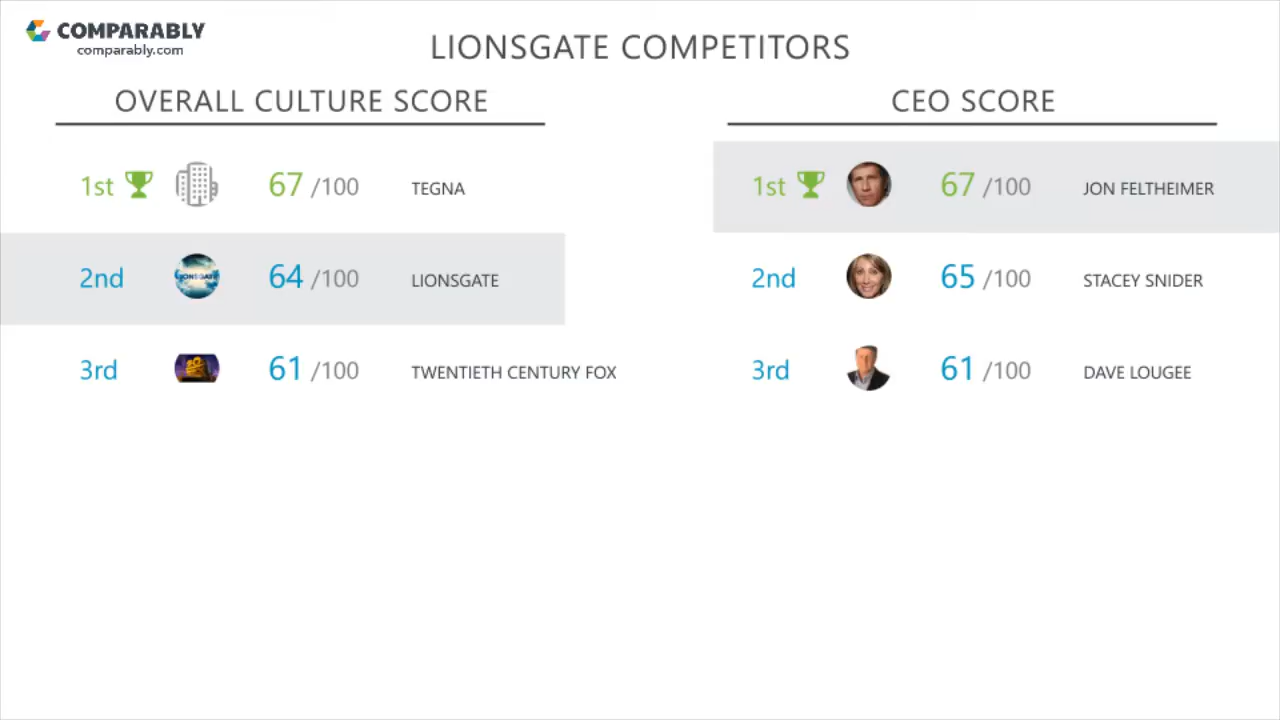 COMPARABLY
comparably.com
LIONSGATE COMPETITORS
OVERALL CULTURE SCORE
1st 67 /100 TEGNA
2nd LIONSGATE 64 /100 LIONSGATE
3rd 61 /100 TWENTIETH CENTURY FOX
CEO SCORE
1st 67 /100 JON FELTHEIMER
2nd 65 /100 STACEY SNIDER
3rd 61 /100 DAVE LOUGEE